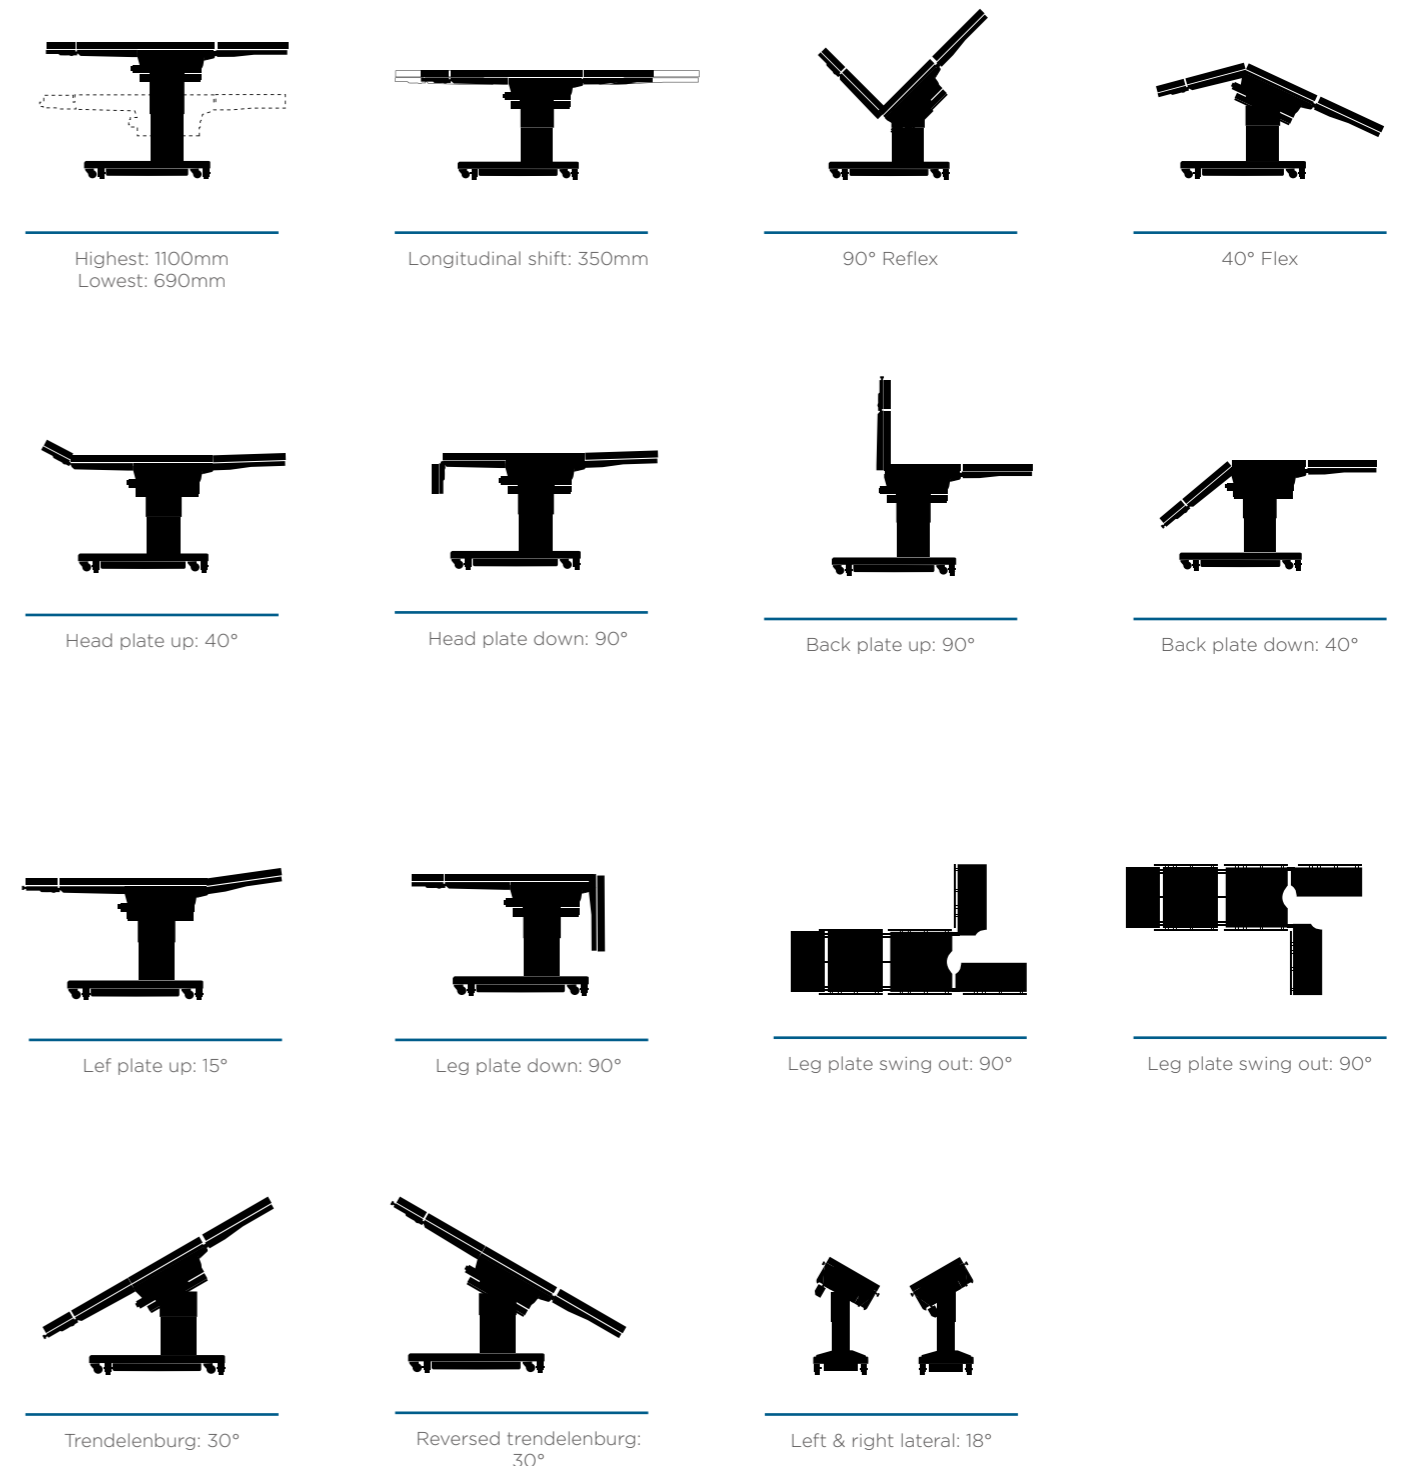 Highest: 1100mm
Lowest: 690mm
Longitudinal shift: 350mm
90° Reflex
40° Flex
Head plate up: 40°
Head plate down: 90°
Back plate up: 90°
Back plate down: 40°
Lef plate up: 15°
Leg plate down: 90°
Leg plate swing out: 90°
Leg plate swing out: 90°
Trendelenburg: 30°
Reversed trendelenburg:
30°
Left & right lateral: 18°